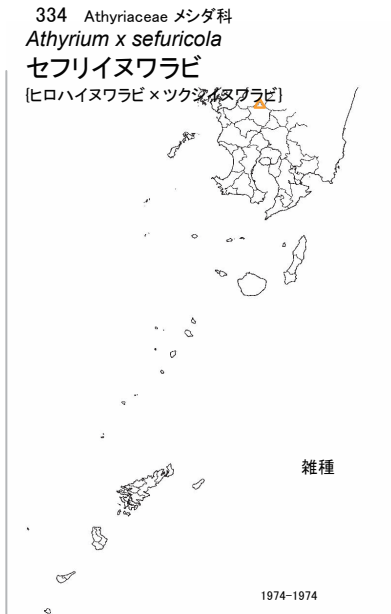 334 Athyriaceae メシダ科
Athyrium x sefuricola
セフリイヌワラビ
{ヒロハイヌワラビ × ツクシイヌワラビ}
雑種
1974-1974